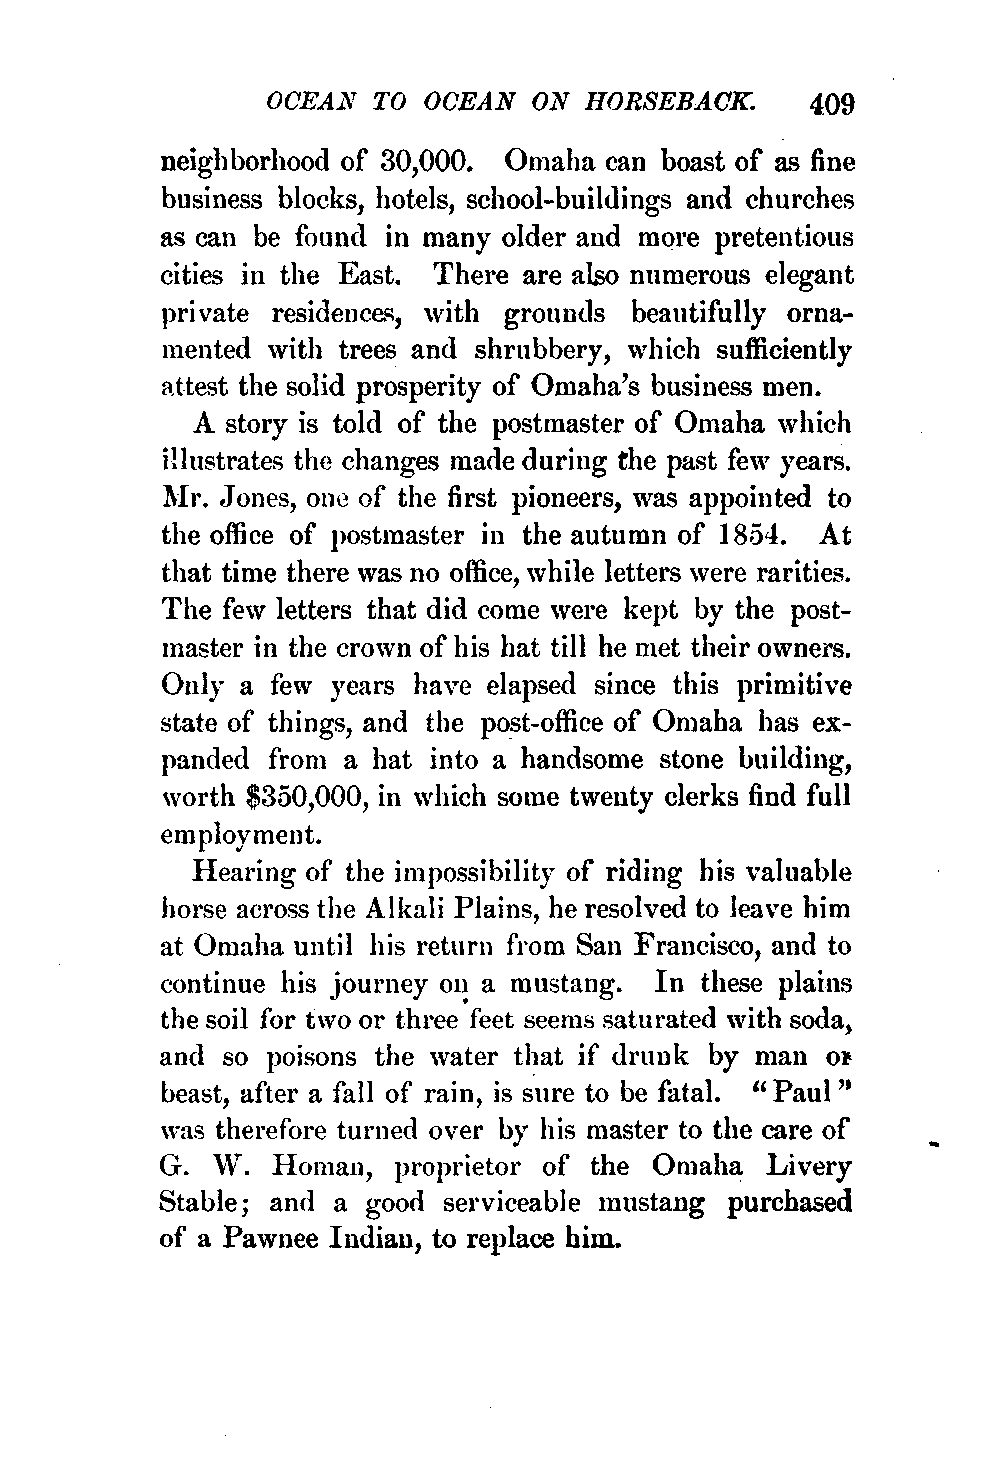 OCEAN TO OCEAN ON HORSEBACK. 409
neighborhood of 30,000. Omaha can boast of as fine
business blocks, hotels, school-buildings and churches
as can be found in many older and more pretentious
cities in the East. There are also numerous elegant
private residences, with grounds beautifully orna-
mented with trees and shrubbery, which sufficiently
attest the solid prosperity of Omaha's business men.
A story is told of the postmaster of Omaha which
illustrates the changes made during the past few years.
Mr. Jones, one of the first pioneers, was appointed to
the office of postmaster in the autumn of 1854. At
that time there was no office, while letters were rarities.
The few letters that did come were kept by the post-
master in the crown of his hat till he met their owners.
Only a few years have elapsed since this primitive
state of things, and the post-office of Omaha has ex-
panded from a hat into a handsome stone building,
worth $350,000, in which some twenty clerks find full
employment.
Hearing of the impossibility of riding his valuable
horse across the Alkali Plains, he resolved to leave him
at Omaha until his return from San Francisco, and to
continue his journey on a mustang. In these plains
the soil for two or three feet seems saturated with soda,
and so poisons the water that if drunk by man or
beast, after a fall of rain, is sure to be fatal. "Paul"
was therefore turned over by his master to the care of
G. W. Homan, proprietor of the Omaha Livery
Stable; and a good serviceable mustang purchased
of a Pawnee Indian, to replace him.